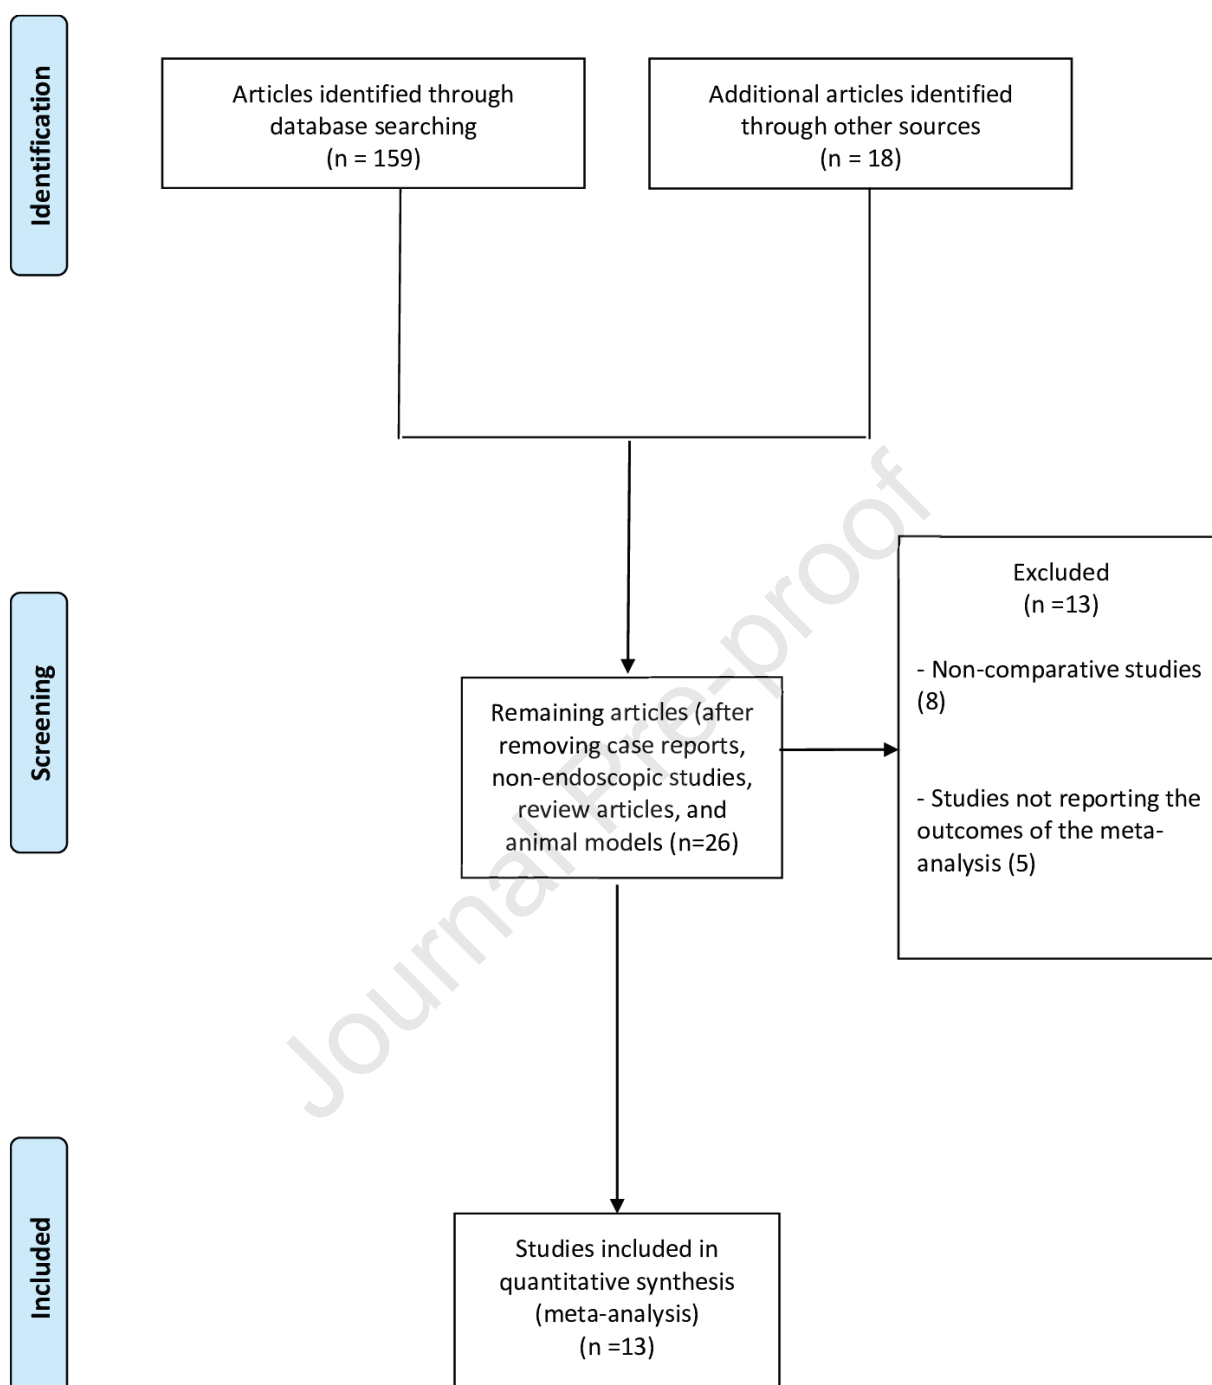 Identification
Articles identified through
database searching
(n = 159)
Additional articles identified
through other sources
(n = 18)
Screening
Remaining articles (after
removing case reports,
non-endoscopic studies,
review articles, and
animal models (n=26)
Excluded
(n =13)
- Non-comparative studies
(8)
- Studies not reporting the
outcomes of the meta-
analysis (5)
Included
Studies included in
quantitative synthesis
(meta-analysis)
(n =13)
Journal Pre-proof